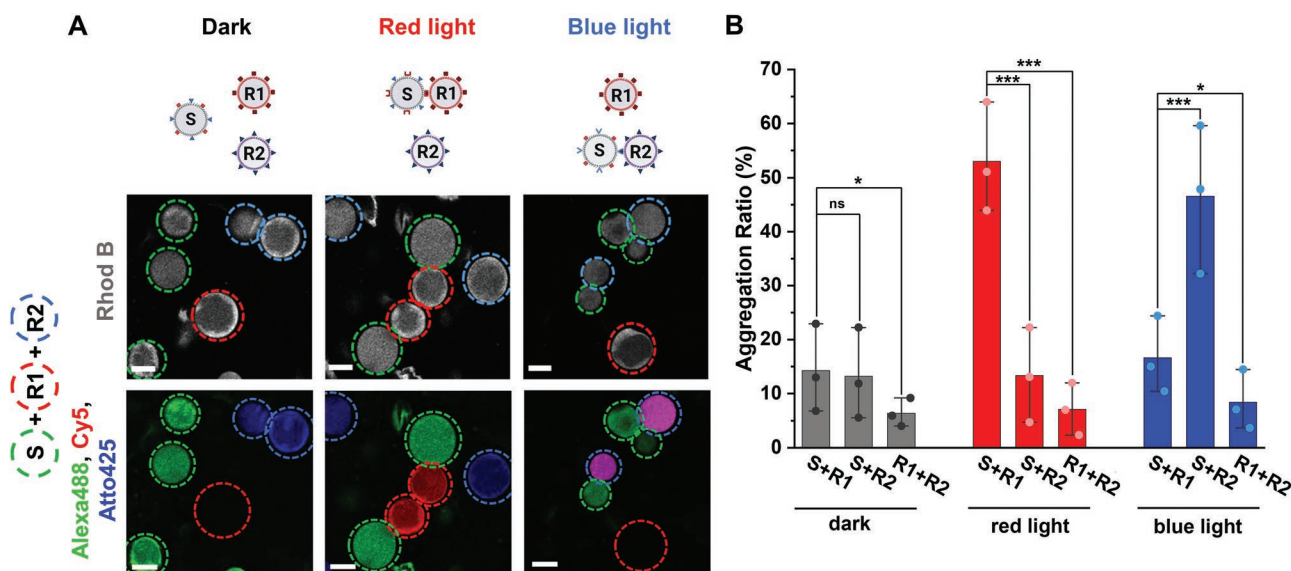 A
Dark
Red light
Blue light
R1
S
R2
S R1
R2
R1
S R2
Rhod B
S + R1 + R2
Alexa488, Cy5,
Atto425
B
Aggregation Ratio (%)
70
60
50
40
30
20
10
0
*
ns
***
***
*
***
S+R1
S+R2
R1+R2
S+R1
S+R2
R1+R2
S+R1
S+R2
R1+R2
dark
red light
blue light